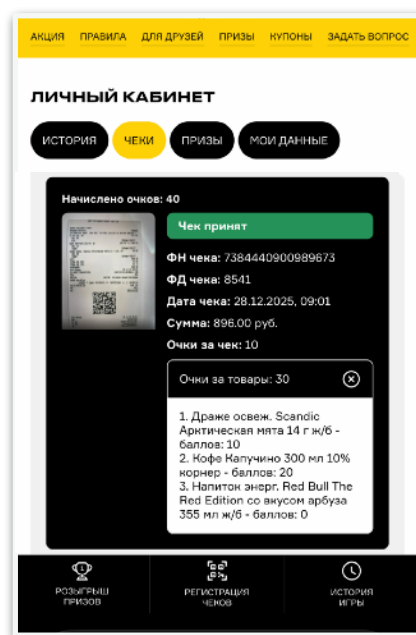 АКЦИЯ ПРАВИЛА ДЛЯ ДРУЗЕЙ ПРИЗЫ КУПОНЫ ЗАДАТЬ ВОПРОС
ЛИЧНЫЙ КАБИНЕТ
ИСТОРИЯ ЧЕКИ ПРИЗЫ МОИ ДАННЫЕ
Начислено очков: 40
Чек принят
ФН чека: 7384440900989673
ФД чека: 8541
Дата чека: 28.12.2025, 09:01
Сумма: 896.00 руб.
Очки за чек: 10
Очки за товары: 30
1. Драже освеж. Scandic
Арктическая мята 14 г ж/б -
баллов: 10
2. Кофе Капучино 300 мл 10%
корнер - баллов: 20
3. Напиток энерг. Red Bull The
Red Edition со вкусом арбуза
355 мл ж/б - баллов: 0
РОЗЫГРЫШ
ПРИЗОВ
РЕГИСТРАЦИЯ
ЧЕКОВ
ИСТОРИЯ
ИГРЫ